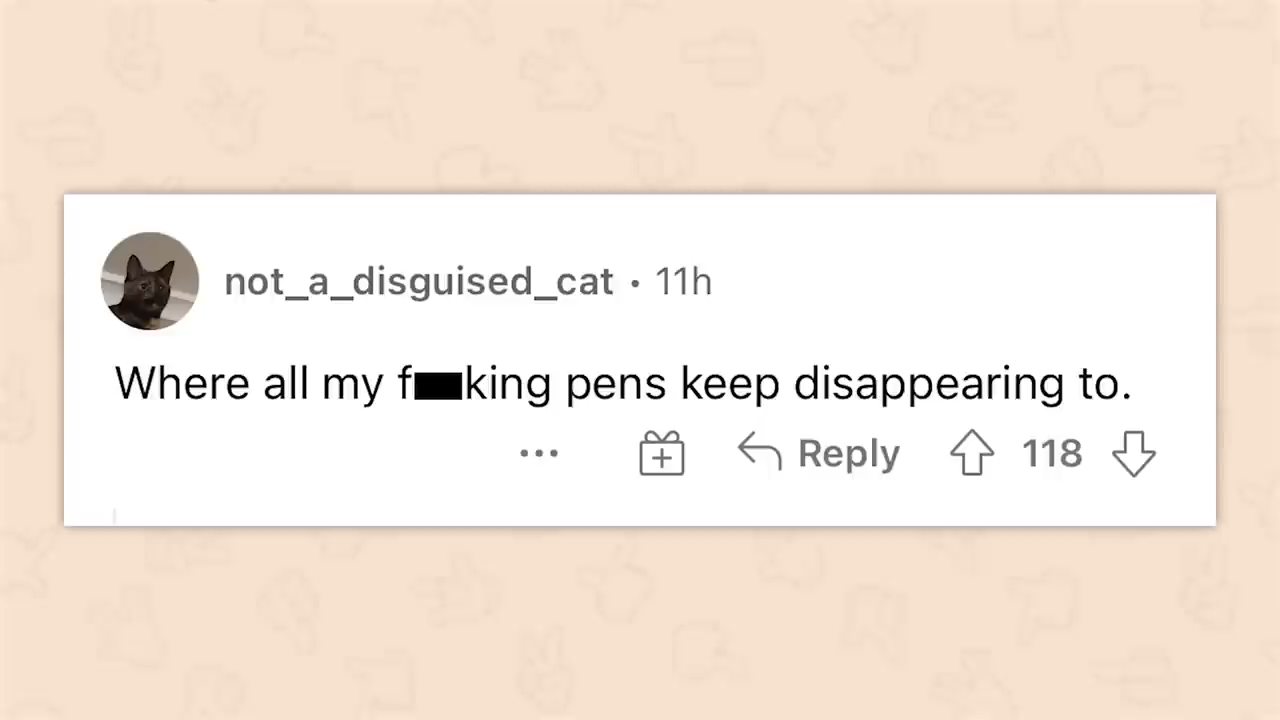 not_a_disguised_cat · 11h
Where all my f██king pens keep disappearing to.
Reply 118